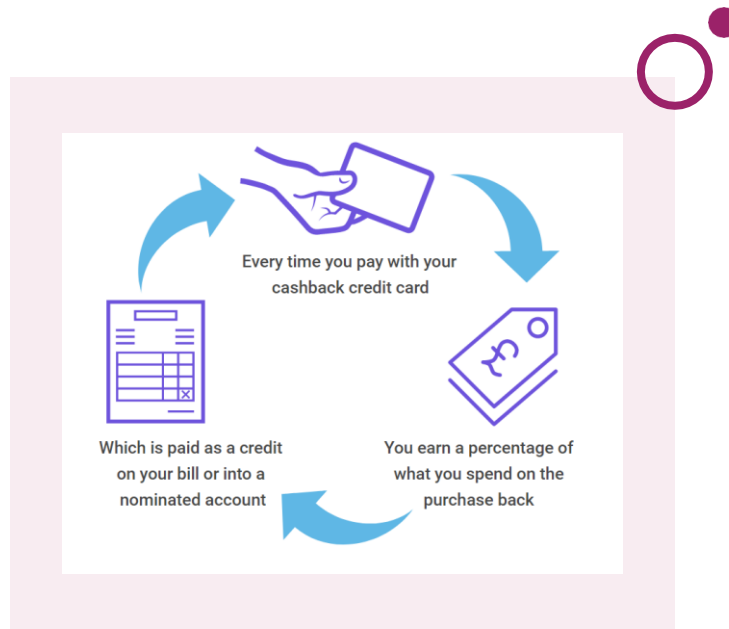 Every time you pay with your
cashback credit card
£
You earn a percentage of
what you spend on the
purchase back
Which is paid as a credit
on your bill or into a
nominated account